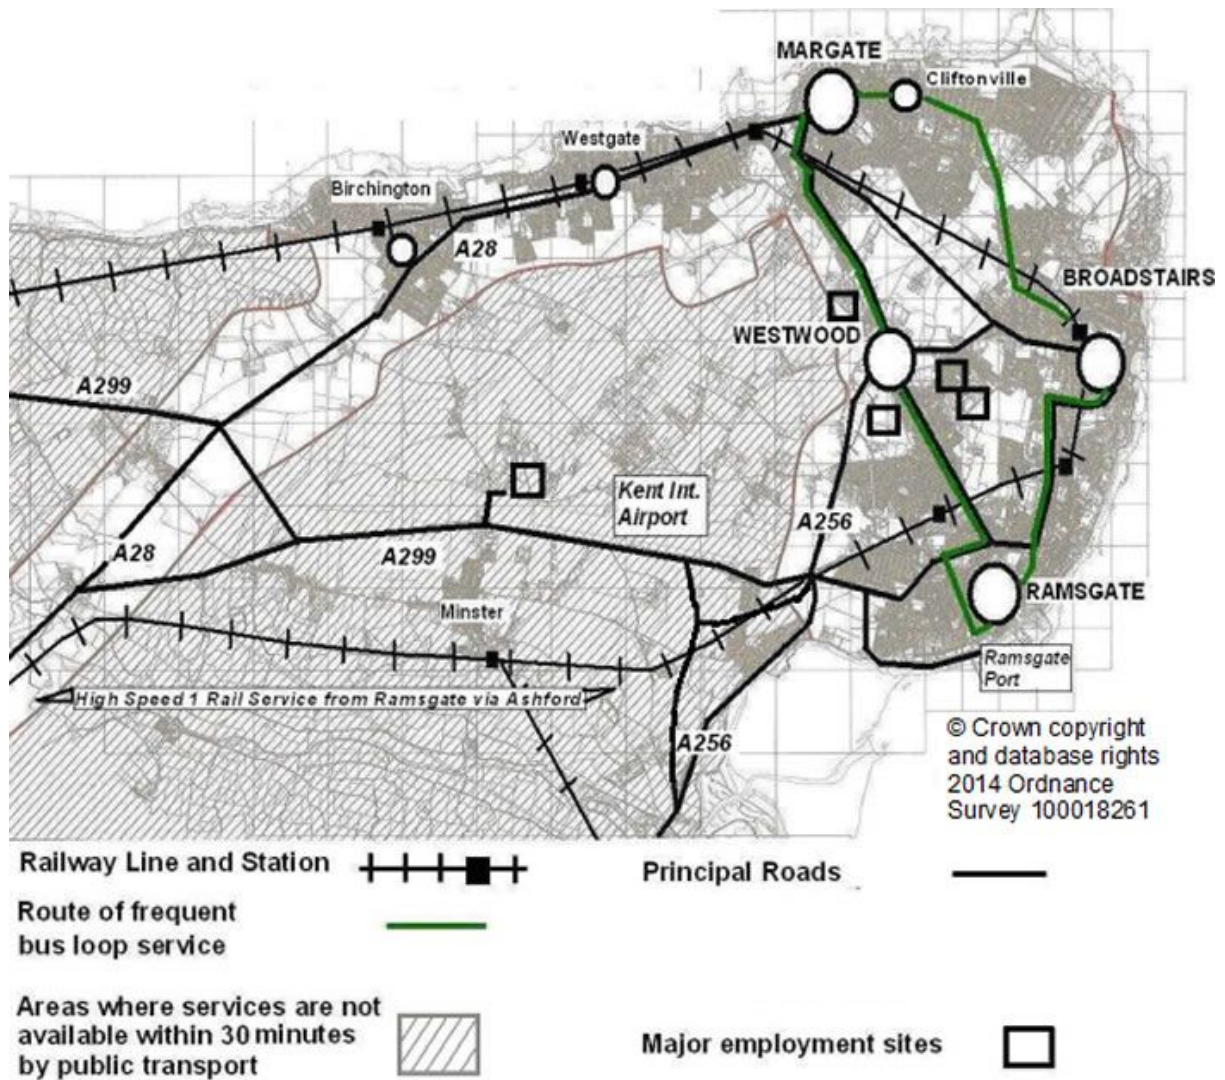 MARGATE
Cliftonville
Westgate
Birchington
A28
BROADSTAIRS
WESTWOOD
A299
Kent Int.
Airport
A256
A28
A299
Minster
RAMSGATE
Ramsgate
Port
High Speed 1 Rail Service from Ramsgate via Ashford
A256
© Crown copyright
and database rights
2014 Ordnance
Survey 100018261
Railway Line and Station
Principal Roads
Route of frequent
bus loop service
Areas where services are not
available within 30 minutes
by public transport
Major employment sites